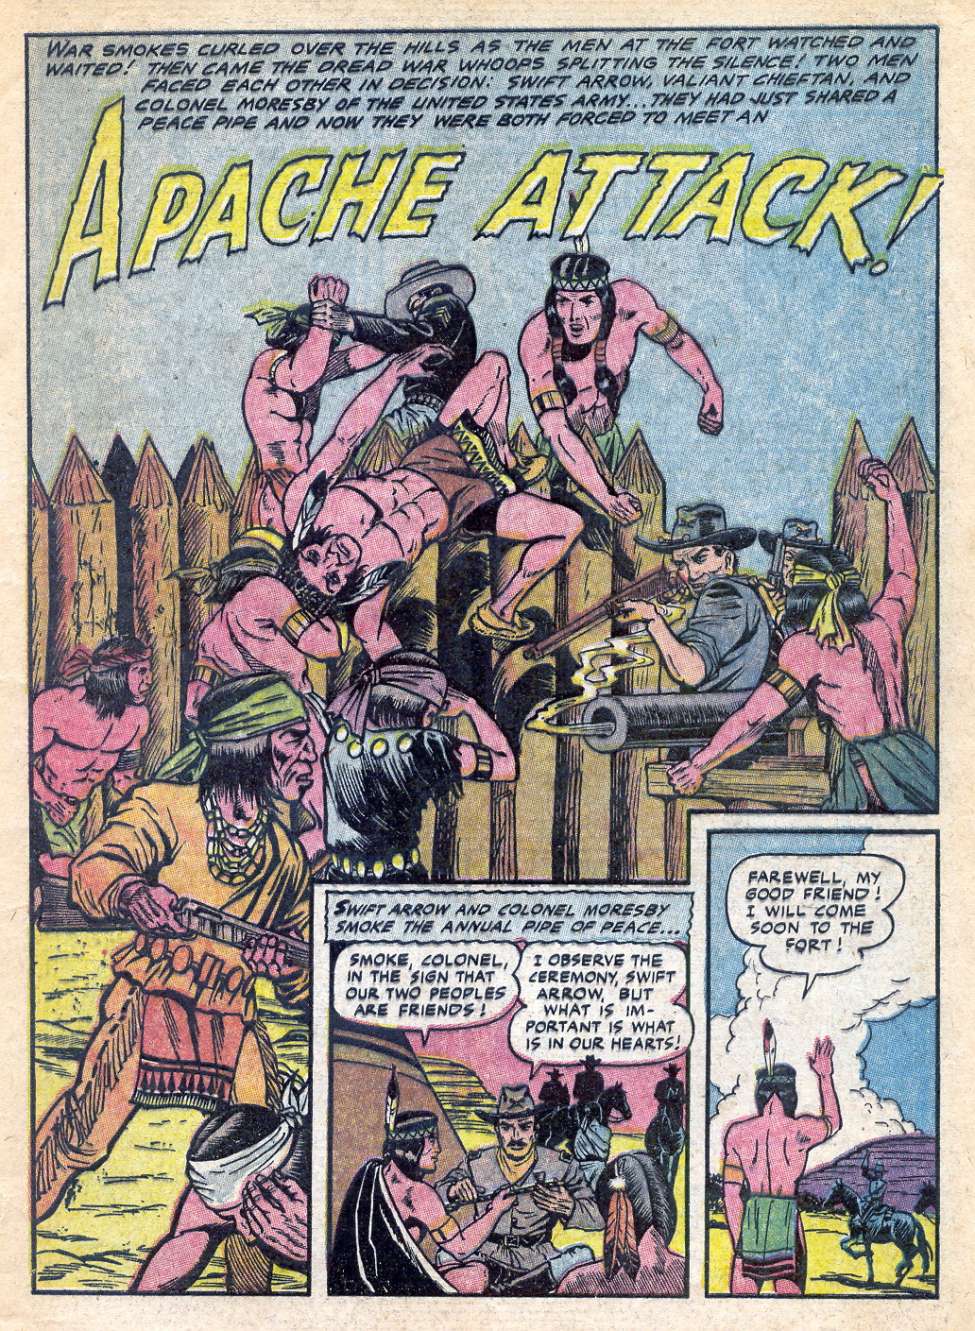 WAR SMOKES CURLED OVER THE HILLS AS THE MEN AT THE FORT WATCHED AND
WAITED! THEN CAME THE DREAD WAR WHOOPS SPLITTING THE SILENCE! TWO MEN
FACED EACH OTHER IN DECISION: SWIFT ARROW, VALIANT CHIEFTAN, AND
COLONEL MORESBY OF THE UNITED STATES ARMY...THEY HAD JUST SHARED A
PEACE PIPE AND NOW THEY WERE BOTH FORCED TO MEET AN
APACHE ATTACK!
SWIFT ARROW AND COLONEL MORESBY
SMOKE THE ANNUAL PIPE OF PEACE...
SMOKE, COLONEL,
IN THE SIGN THAT
OUR TWO PEOPLES
ARE FRIENDS!
I OBSERVE THE
CEREMONY, SWIFT
ARROW, BUT
WHAT IS IM-
PORTANT IS WHAT
IS IN OUR HEARTS!
FAREWELL, MY
GOOD FRIEND!
I WILL COME
SOON TO THE
FORT!